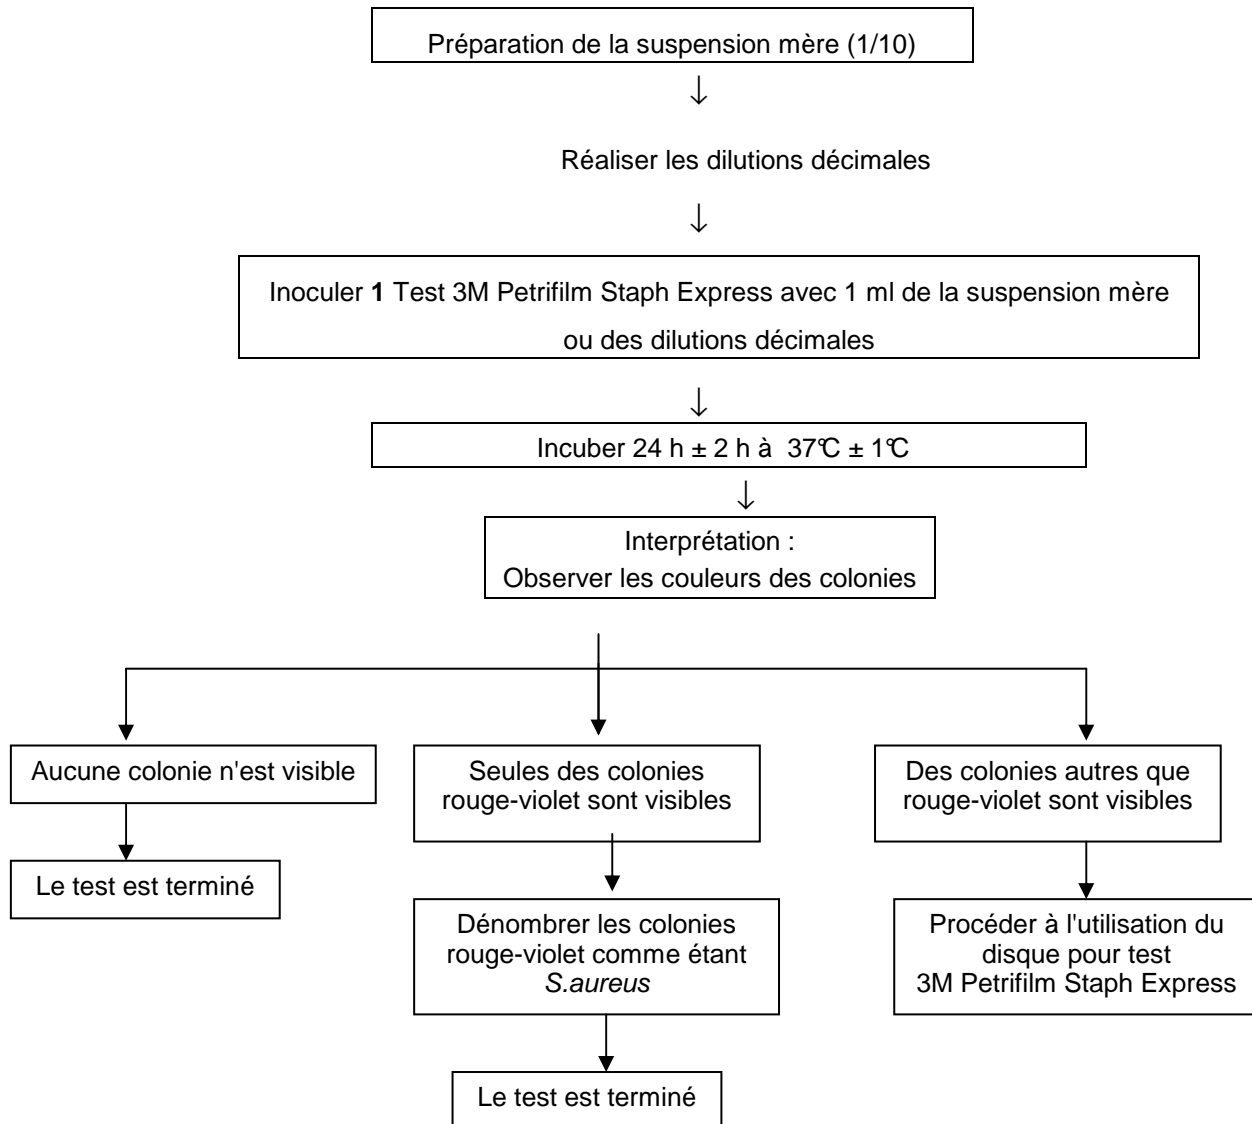 Préparation de la suspension mère (1/10)
↓
Réaliser les dilutions décimales
↓
Inoculer 1 Test 3M Petrifilm Staph Express avec 1 ml de la suspension mère
ou des dilutions décimales
↓
Incuber 24 h ± 2 h à 37°C ± 1°C
↓
Interprétation :
Observer les couleurs des colonies
Aucune colonie n'est visible
Le test est terminé
Seules des colonies
rouge-violet sont visibles
Dénombrer les colonies
rouge-violet comme étant
S.aureus
Le test est terminé
Des colonies autres que
rouge-violet sont visibles
Procéder à l'utilisation du
disque pour test
3M Petrifilm Staph Express